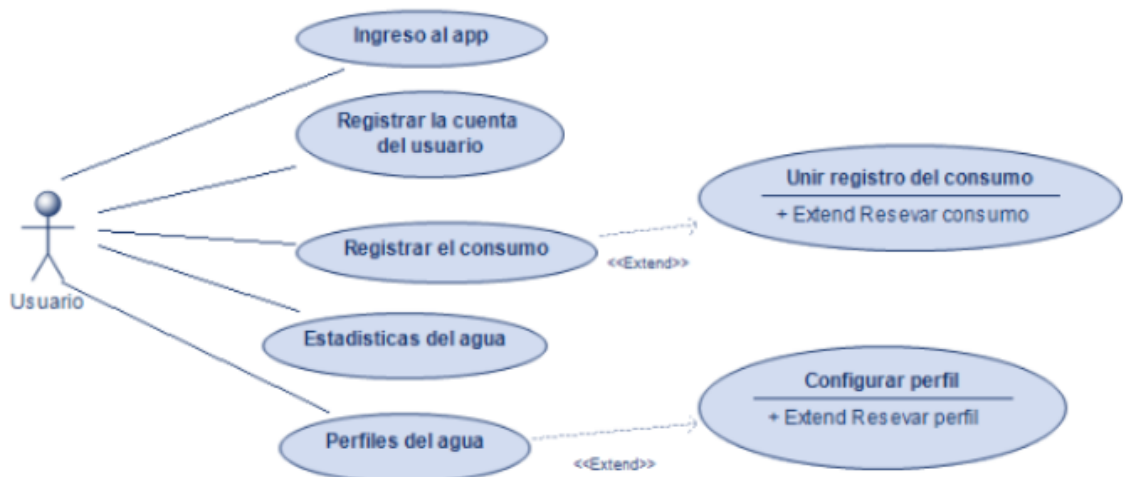 Ingreso al app
Registrar la cuenta
del usuario
Unir registro del consumo
+ Extend Resevar consumo
Registrar el consumo
<<Extend>>
Usuario
Estadisticas del agua
Configurar perfil
+ Extend Resevar perfil
Perfiles del agua
<<Extend>>